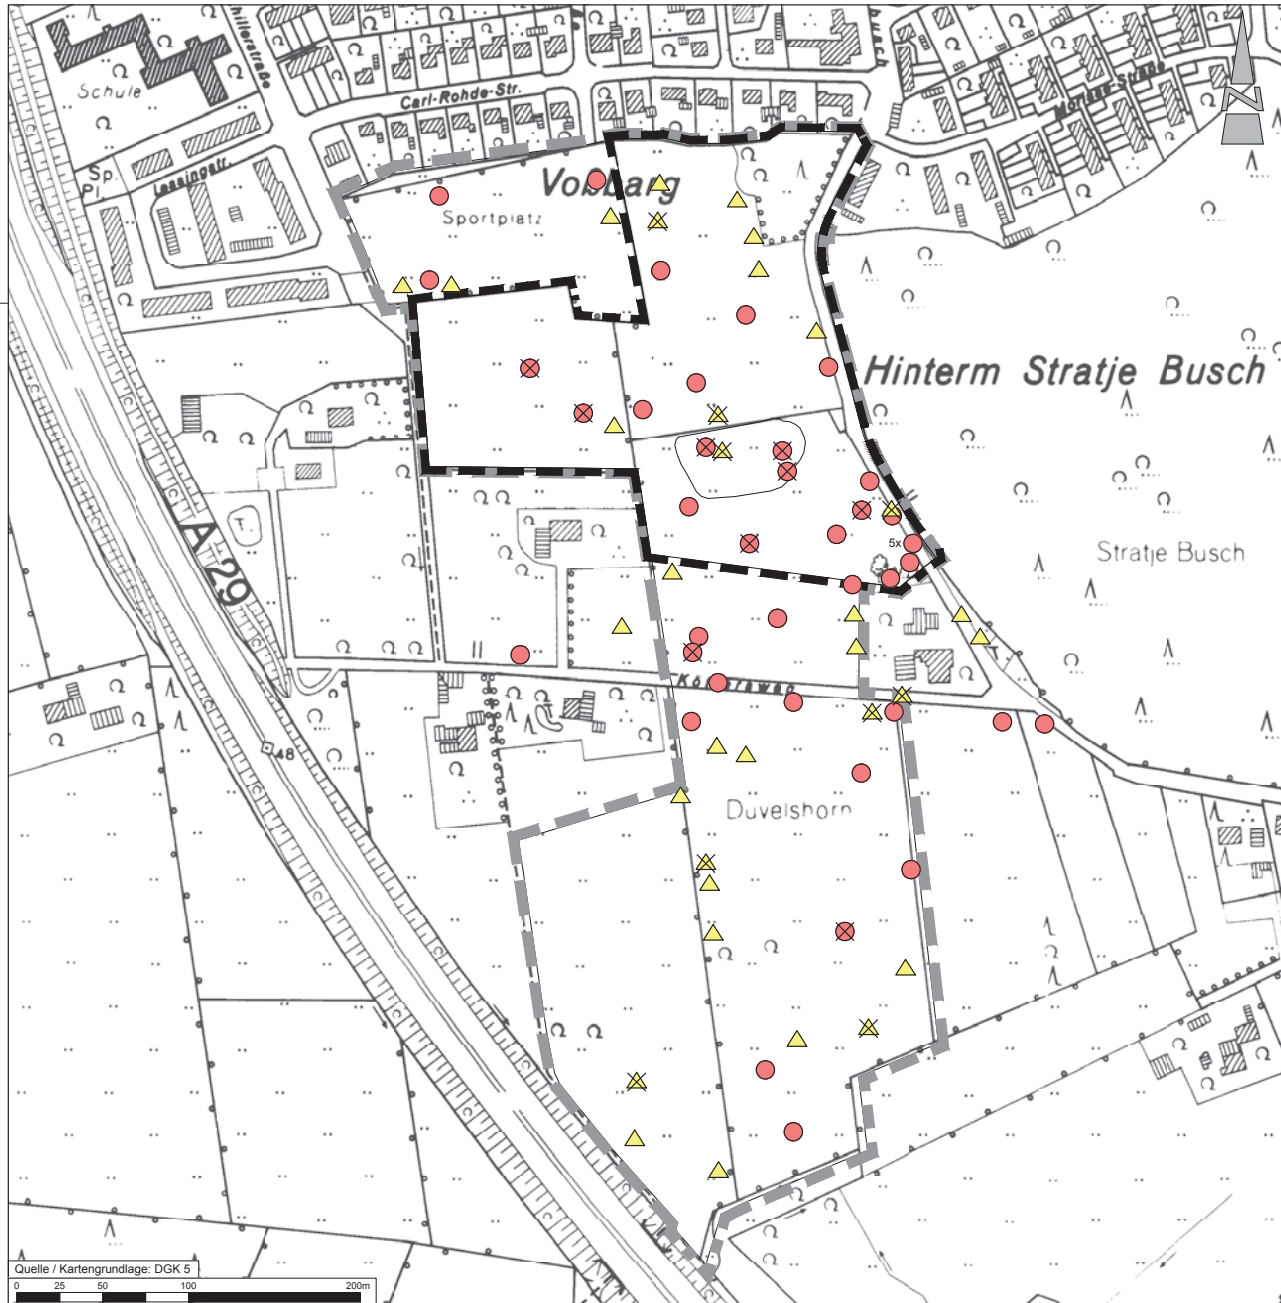 Schule
Carl-Rohde-Str.
Sp.
Pl.
Lessingstr.
Sportplatz
Hinterm Stratje Busch
Stratje Busch
A 29
T.
5x
48
Duvelshorn
Quelle / Kartengrundlage: DGK 5
0 25 50 100 200m